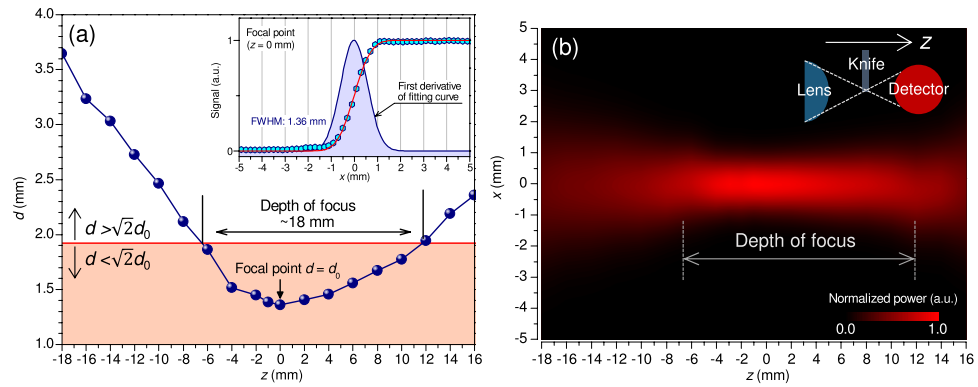 (a)
Focal point
(z = 0 mm)
Signal (a.u.)
1
0
First derivative
of fitting curve
FWHM: 1.36 mm
-5 -4 -3 -2 -1 0 1 2 3 4 5
x (mm)
4.0
3.5
3.0
2.5
2.0
1.5
1.0
d (mm)
d >√2d0
d <√2d0
Depth of focus
~18 mm
Focal point d = d0
-18 -16 -14 -12 -10 -8 -6 -4 -2 0 2 4 6 8 10 12 14 16
z (mm)
(b)
z
Knife
Lens
Detector
5
4
3
2
1
0
-1
-2
-3
-4
-5
x (mm)
Depth of focus
Normalized power (a.u.)
0.0 1.0
-18 -16 -14 -12 -10 -8 -6 -4 -2 0 2 4 6 8 10 12 14 16
z (mm)